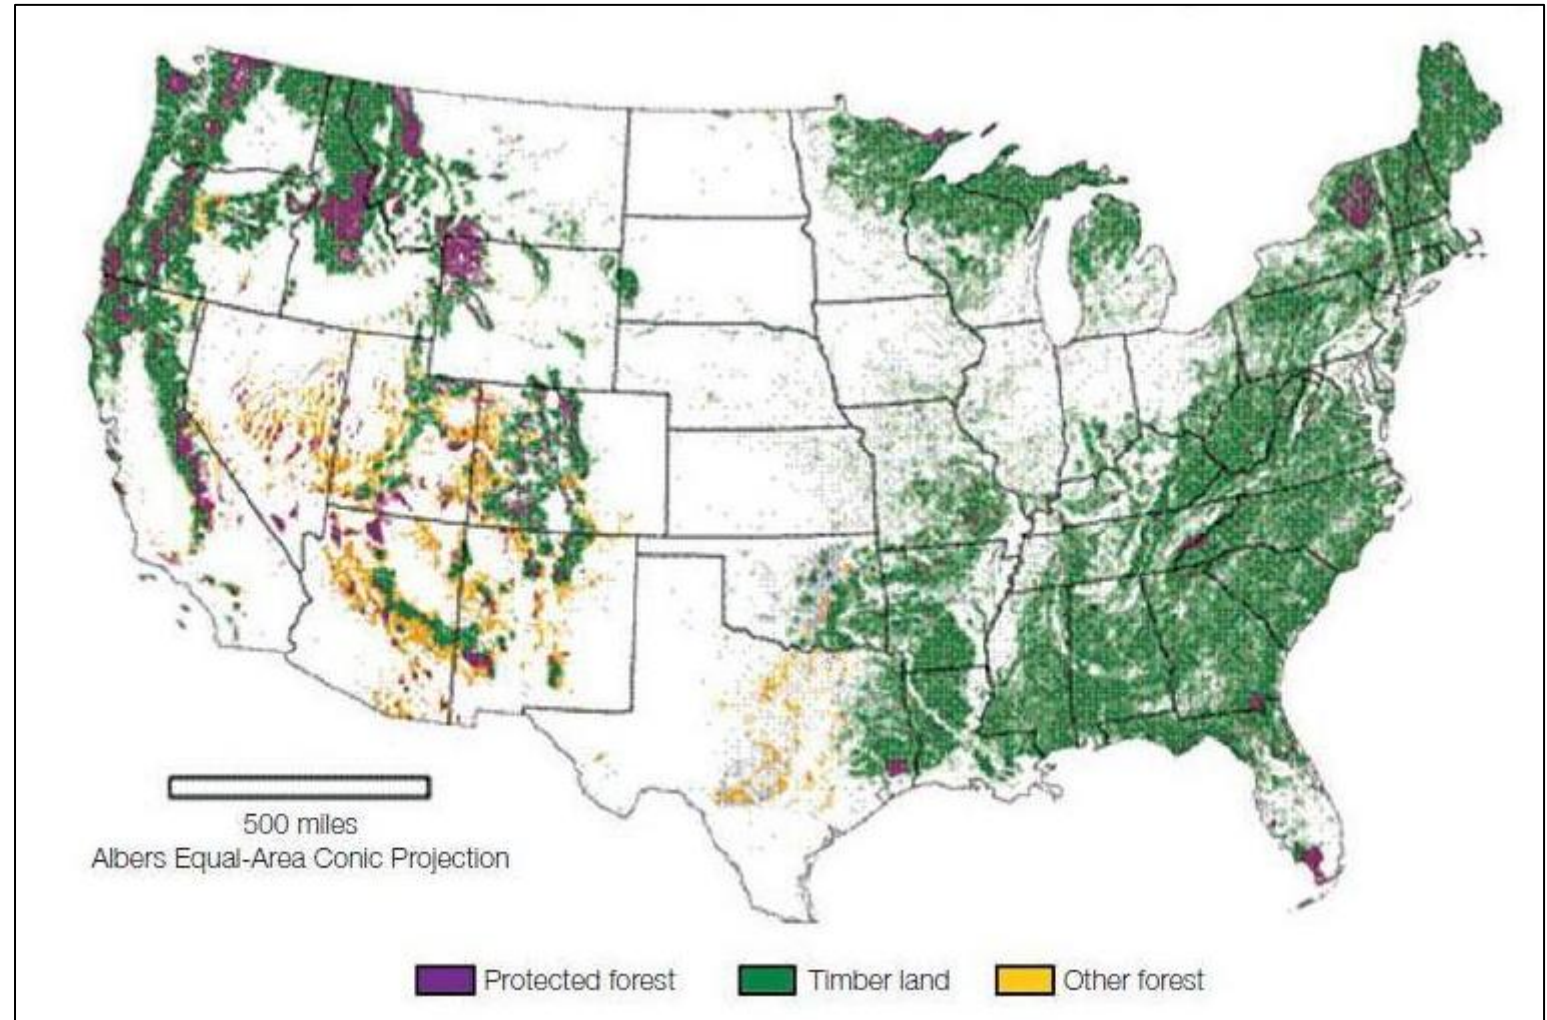 500 miles
Albers Equal-Area Conic Projection
Protected forest
Timber land
Other forest